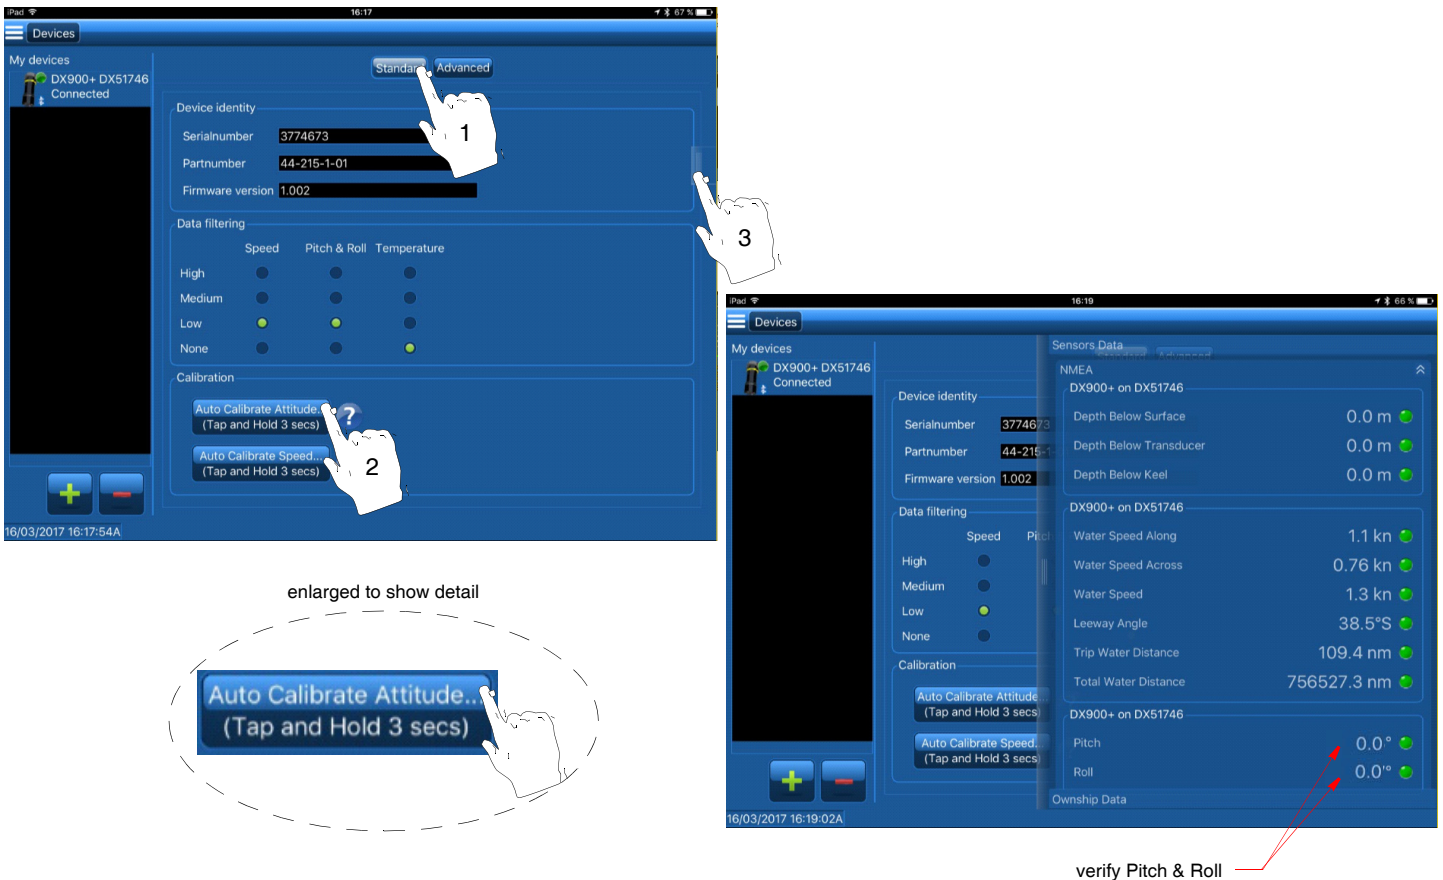 iPad 16:17 67 %
Devices
My devices
DX900+ DX51746
Connected
Standard Advanced
Device identity
Serialnumber 3774673
Partnumber 44-215-1-01
Firmware version 1.002
1
3
Data filtering
Speed Pitch & Roll Temperature
High
Medium
Low
None
Calibration
Auto Calibrate Attitude...
(Tap and Hold 3 secs)
?
Auto Calibrate Speed...
(Tap and Hold 3 secs)
2
16/03/2017 16:17:54A
enlarged to show detail
Auto Calibrate Attitude...
(Tap and Hold 3 secs)
iPad 16:19 66 %
Devices
My devices
DX900+ DX51746
Connected
Device identity
Serialnumber 3774673
Partnumber 44-215-1-
Firmware version 1.002
Data filtering
Speed Pitch
High
Medium
Low
None
Calibration
Auto Calibrate Attitude
(Tap and Hold 3 secs)
Auto Calibrate Speed..
(Tap and Hold 3 secs)
16/03/2017 16:19:02A
Sensors Data
Standard Advanced
NMEA
DX900+ on DX51746
Depth Below Surface 0.0 m
Depth Below Transducer 0.0 m
Depth Below Keel 0.0 m
DX900+ on DX51746
Water Speed Along 1.1 kn
Water Speed Across 0.76 kn
Water Speed 1.3 kn
Leeway Angle 38.5°S
Trip Water Distance 109.4 nm
Total Water Distance 756527.3 nm
DX900+ on DX51746
Pitch 0.0°
Roll 0.0°
Ownship Data
verify Pitch & Roll